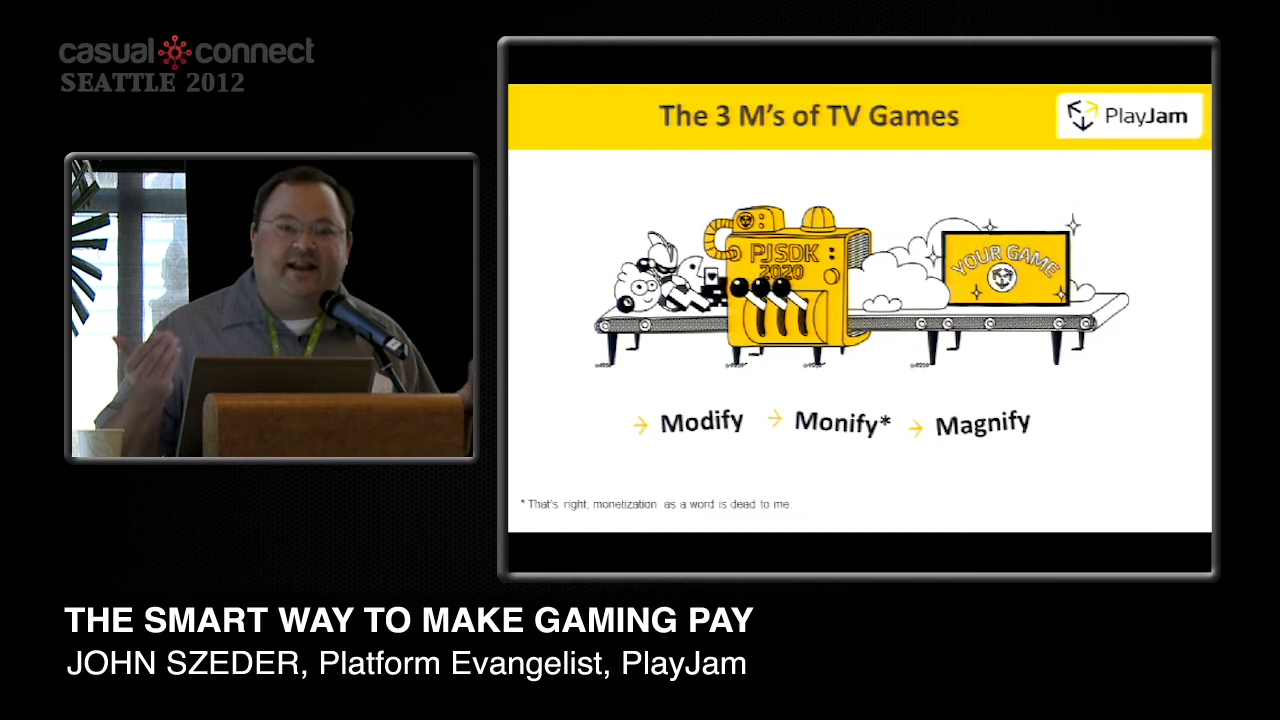 casual connect
SEATTLE 2012
The 3 M's of TV Games
PlayJam
PJSDK
2020
YOUR GAME
→ Modify → Monify* → Magnify
* That's right, monetization as a word is dead to me.
THE SMART WAY TO MAKE GAMING PAY
JOHN SZEDER, Platform Evangelist, PlayJam